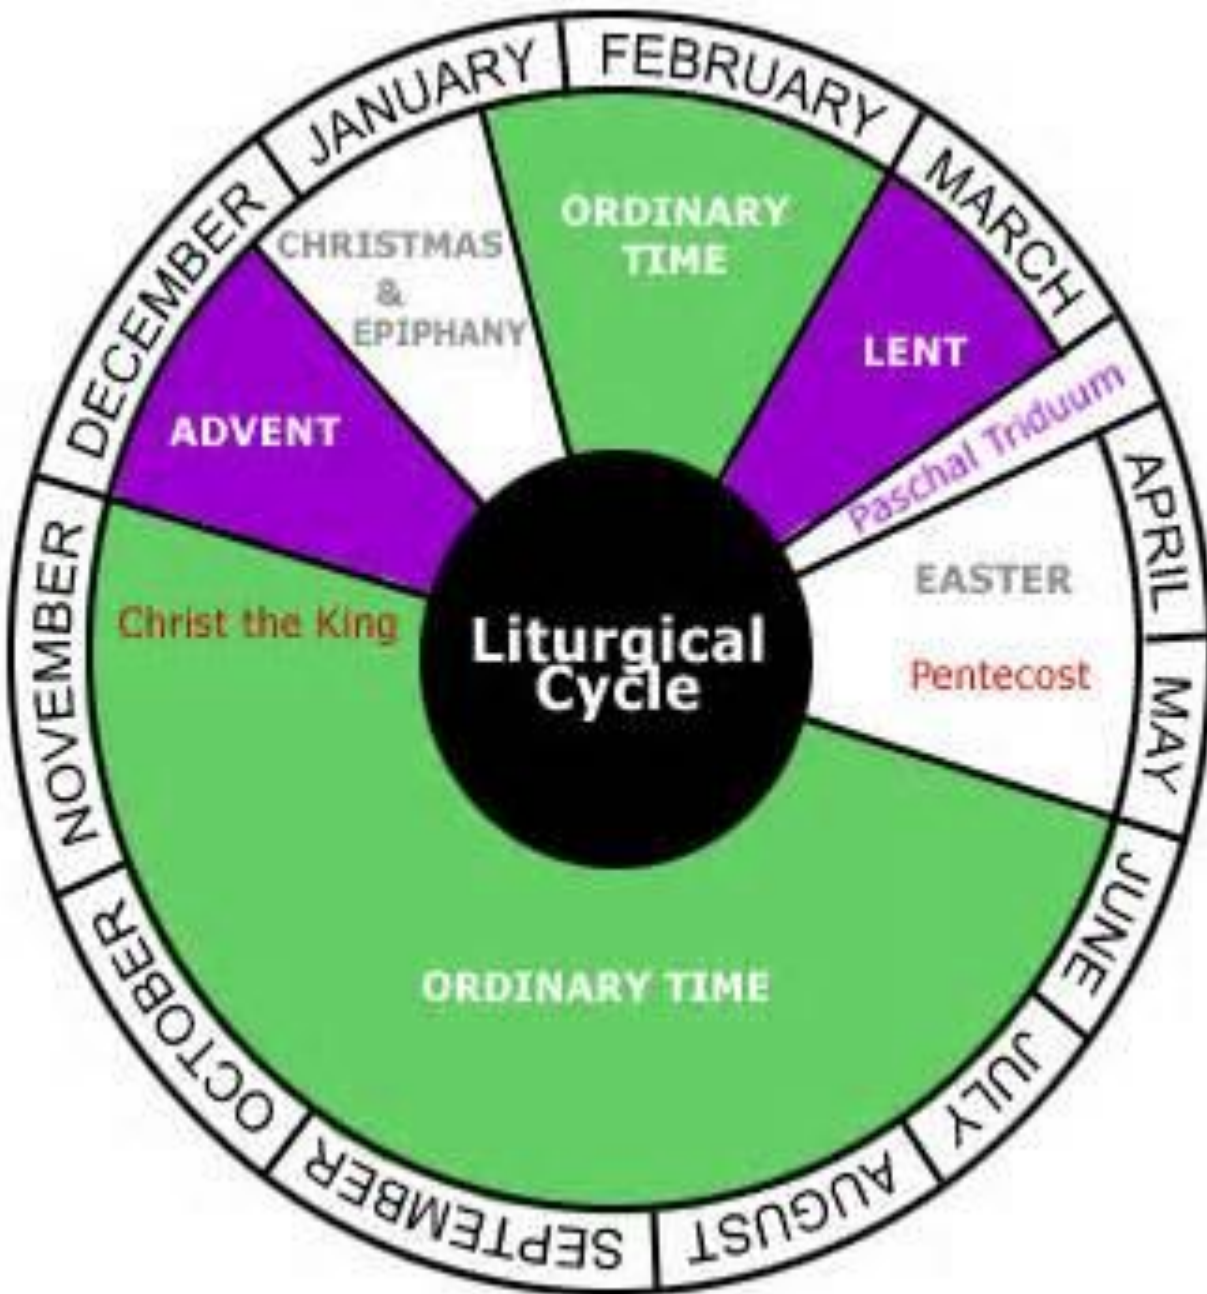 JANUARY
FEBRUARY
MARCH
APRIL
MAY
JUNE
JULY
AUGUST
SEPTEMBER
OCTOBER
NOVEMBER
DECEMBER
CHRISTMAS
&
EPIPHANY
ORDINARY
TIME
LENT
Paschal Triduum
EASTER
Pentecost
ORDINARY TIME
Christ the King
ADVENT
Liturgical
Cycle